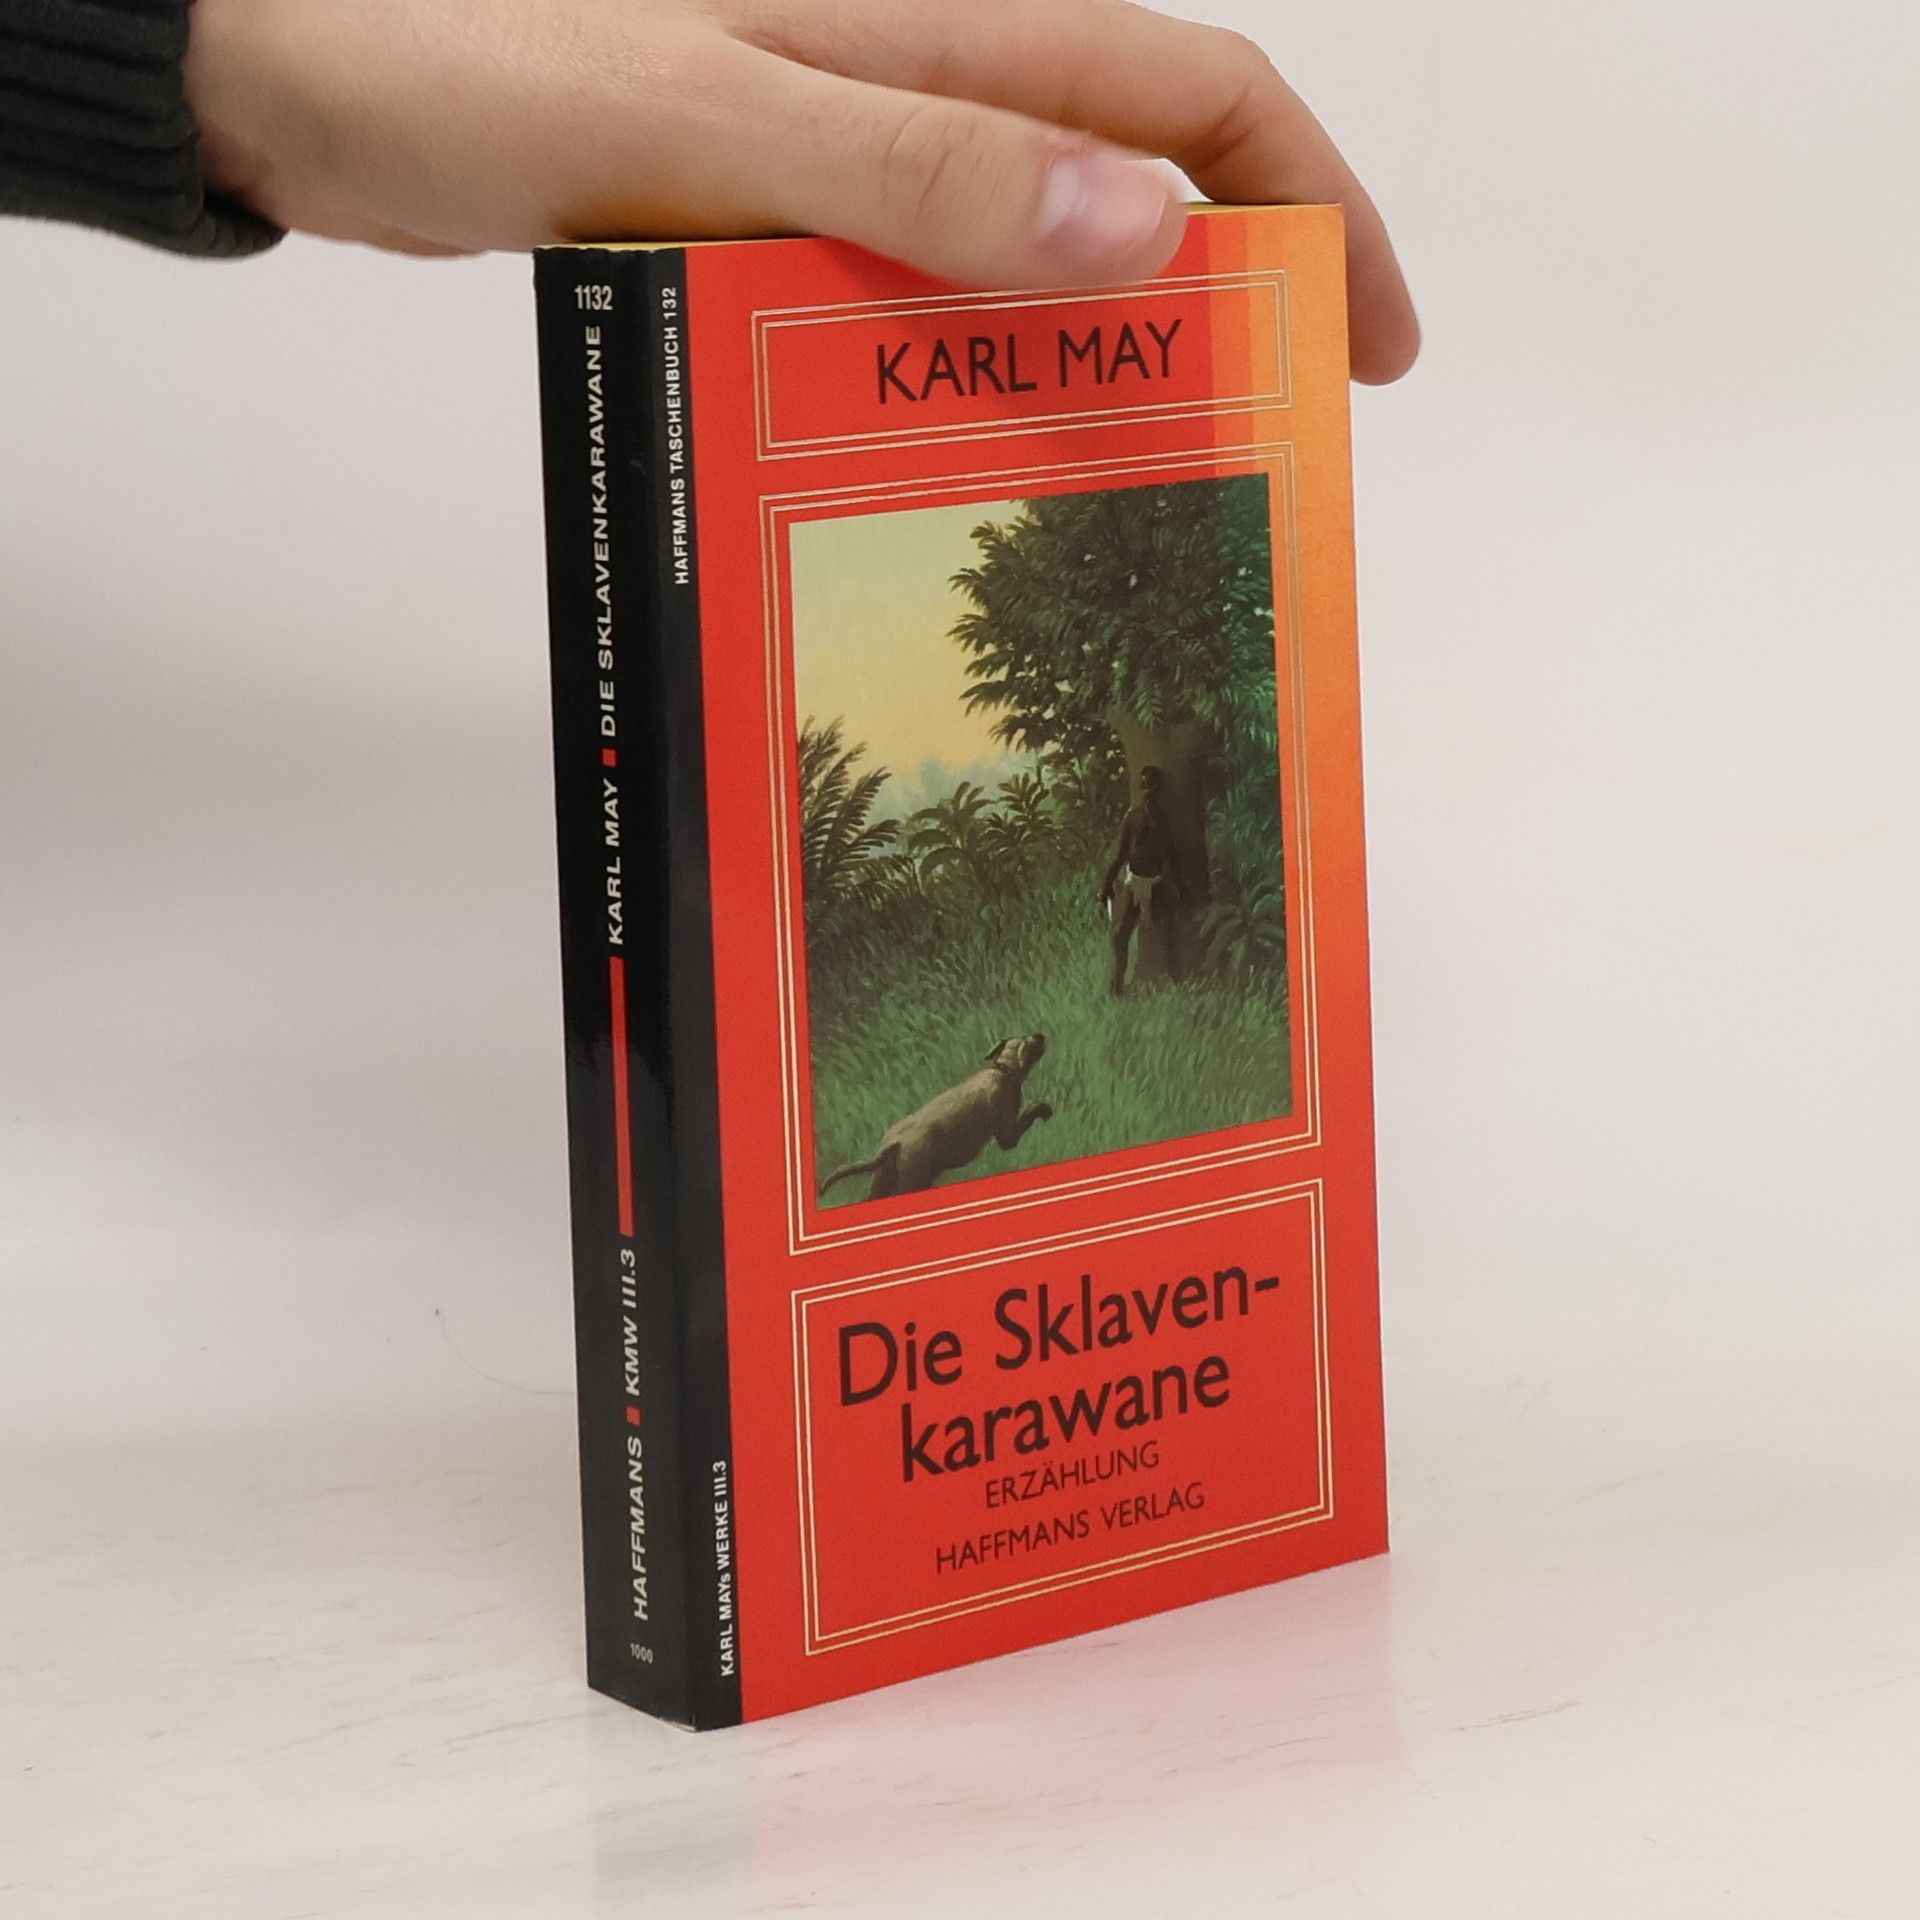 1132
DIE SKLAVENKARAWANE
KARL MAY
KMW III.3
HAFFMANS
1000
HAFFMANS TASCHENBUCH 132
KARL MAYs WERKE III.3
KARL MAY
Die Sklaven-
karawane
ERZÄHLUNG
HAFFMANS VERLAG